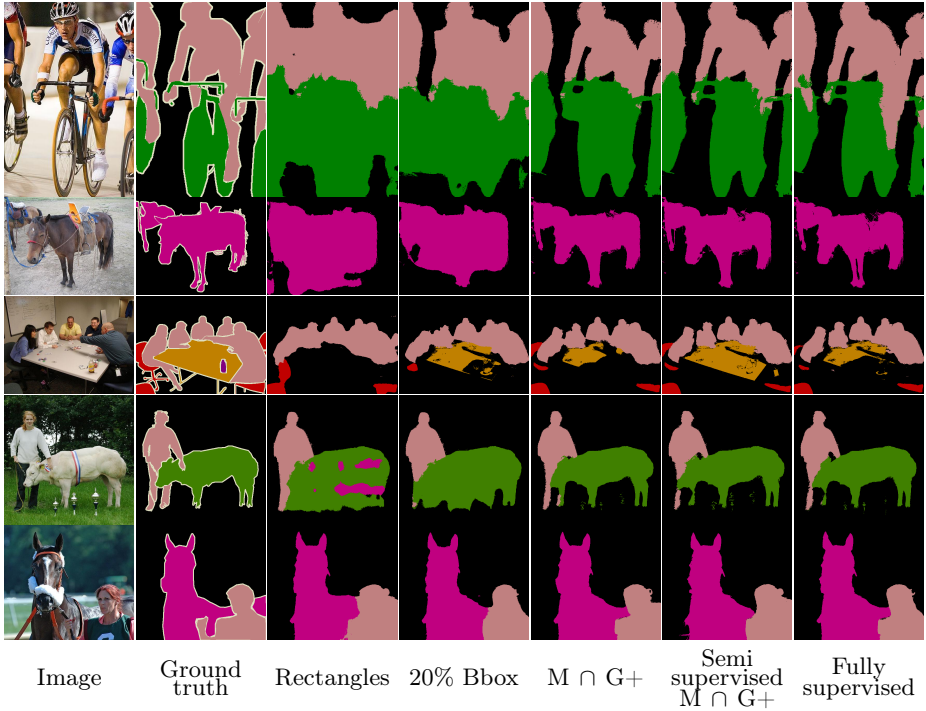 Image
Ground
truth
Rectangles
20% Bbox
M ∩ G+
Semi
supervised
M ∩ G+
Fully
supervised